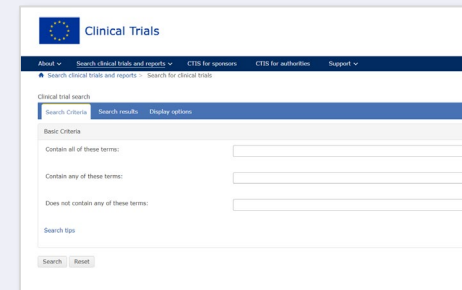 Clinical Trials
About Search clinical trials and reports CTIS for sponsors CTIS for authorities Support
Search clinical trials and reports > Search for clinical trials
Clinical trial search
Search Criteria Search results Display options
Basic Criteria
Contain all of these terms:
Contain any of these terms:
Does not contain any of these terms:
Search tips
Search Reset